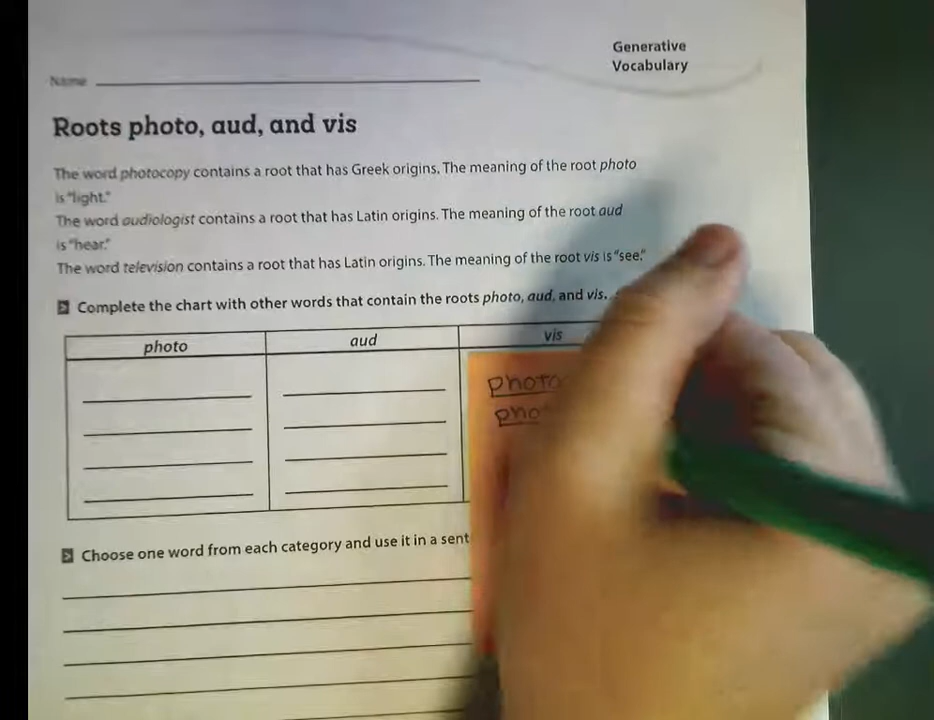 Generative
Vocabulary
Name
Roots photo, aud, and vis
The word photocopy contains a root that has Greek origins. The meaning of the root photo
is "light."
The word audiologist contains a root that has Latin origins. The meaning of the root aud
is "hear."
The word television contains a root that has Latin origins. The meaning of the root vis is "see."
Complete the chart with other words that contain the roots photo, aud, and vis.
photo aud vis
photo
pho
Choose one word from each category and use it in a sent